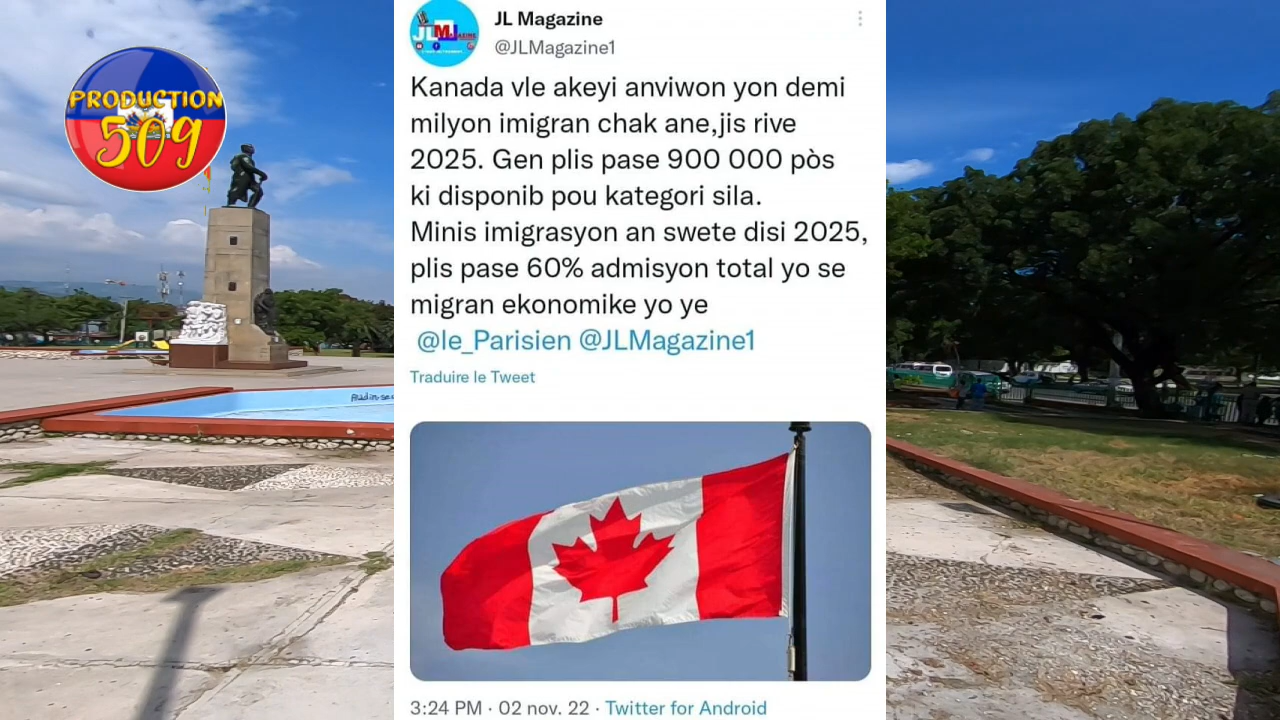 PRODUCTION
509
JL Magazine
@JLMagazine1
Kanada vle akeyi anviwon yon demi
milyon imigran chak ane,jis rive
2025. Gen plis pase 900 000 pòs
ki disponib pou kategori sila.
Minis imigrasyon an swete disi 2025,
plis pase 60% admisyon total yo se
migran ekonomike yo ye
@le_Parisien @JLMagazine1
Traduire le Tweet
3:24 PM · 02 nov. 22 · Twitter for Android